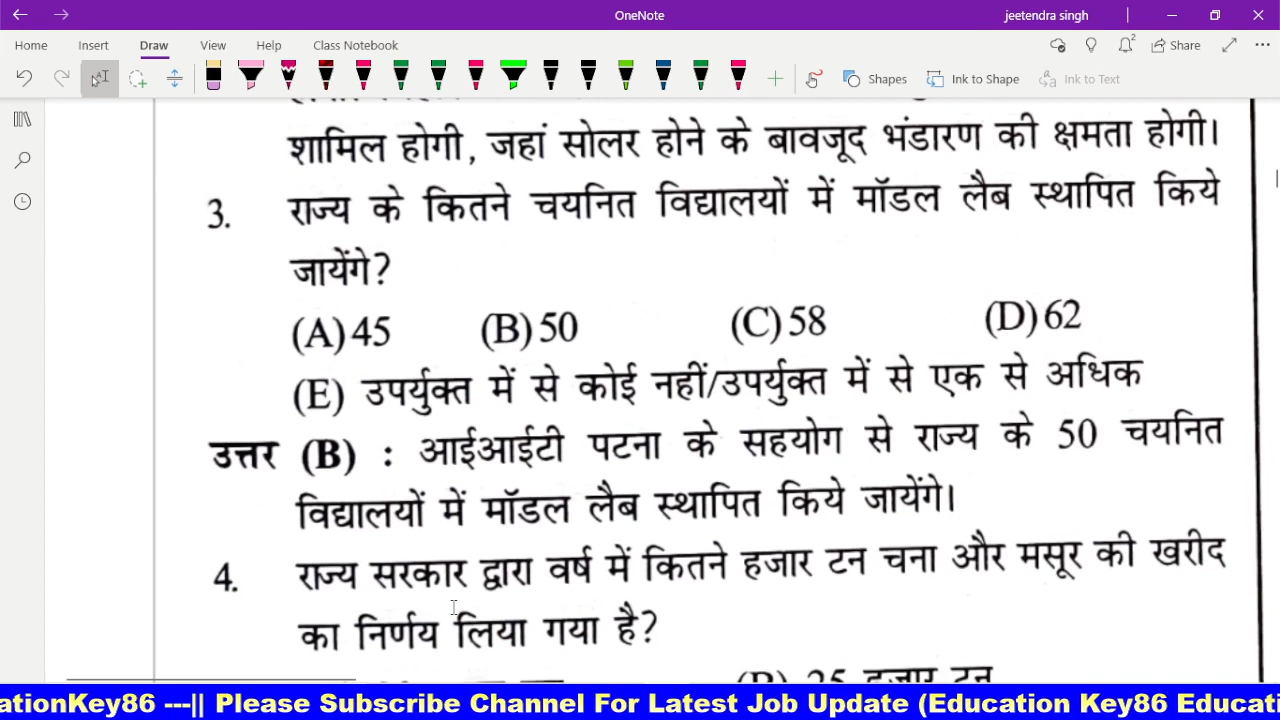 OneNote
jeetendra singh
Home Insert Draw View Help Class Notebook
Share
Shapes Ink to Shape Ink to Text
शामिल होगी, जहां सोलर होने के बावजूद भंडारण की क्षमता होगी।
3. राज्य के कितने चयनित विद्यालयों में मॉडल लैब स्थापित किये
जायेंगे?
(A) 45 (B) 50 (C) 58 (D) 62
(E) उपर्युक्त में से कोई नहीं/उपर्युक्त में से एक से अधिक
उत्तर (B) : आईआईटी पटना के सहयोग से राज्य के 50 चयनित
विद्यालयों में मॉडल लैब स्थापित किये जायेंगे।
4. राज्य सरकार द्वारा वर्ष में कितने हजार टन चना और मसूर की खरीद
का निर्णय लिया गया है?
(B) 25 हजार टन
ationKey86 ---|| Please Subscribe Channel For Latest Job Update (Education Key86 Educati